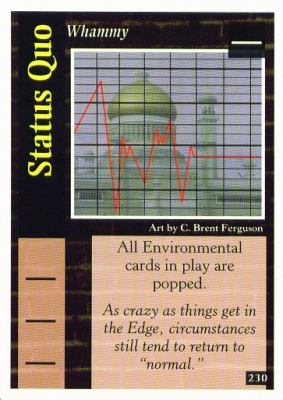 Status Quo
Whammy
Art by C. Brent Ferguson
All Environmental
cards in play are
popped.
As crazy as things get in
the Edge, circumstances
still tend to return to
“normal.”
230